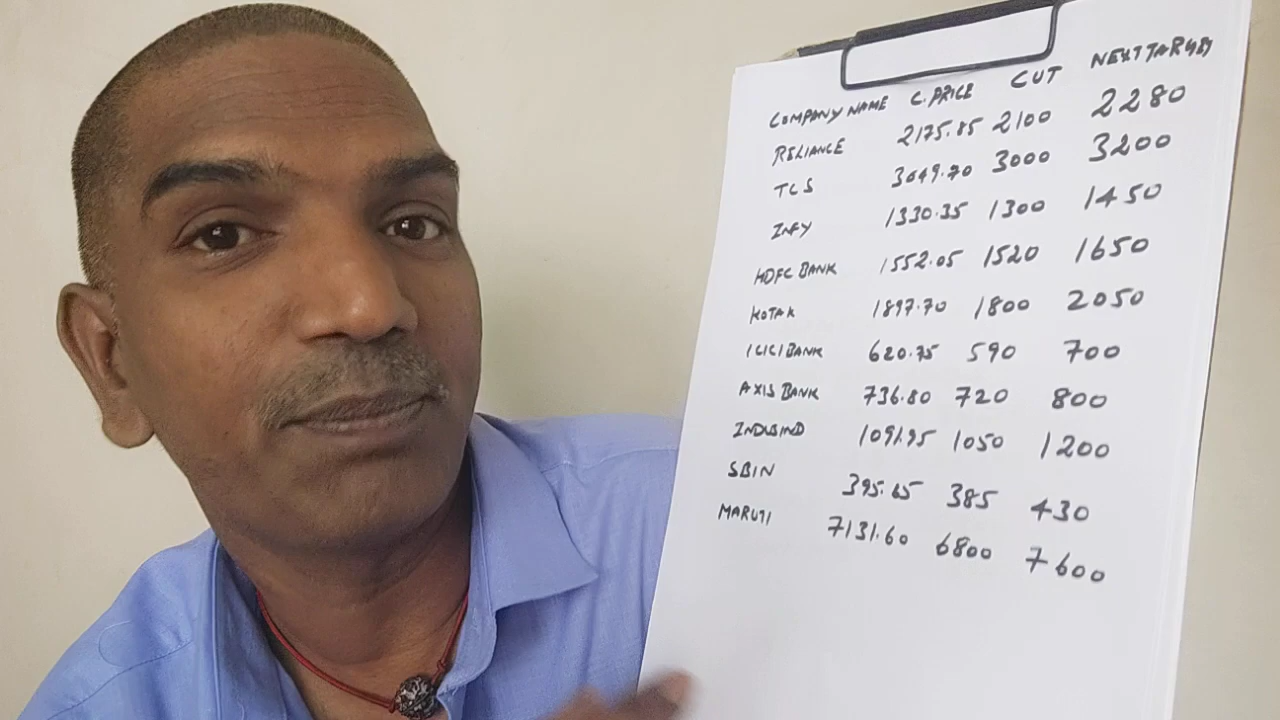 COMPANY NAME C.PRICE CUT NEXT TARGET
RELIANCE 2175.85 2100 2280
TCS 3049.70 3000 3200
INFY 1330.35 1300 1450
HDFC BANK 1552.05 1520 1650
KOTAK 1897.70 1800 2050
ICICI BANK 620.75 590 700
AXIS BANK 736.80 720 800
INDUSIND 1091.95 1050 1200
SBIN 395.65 385 430
MARUTI 7131.60 6800 7600